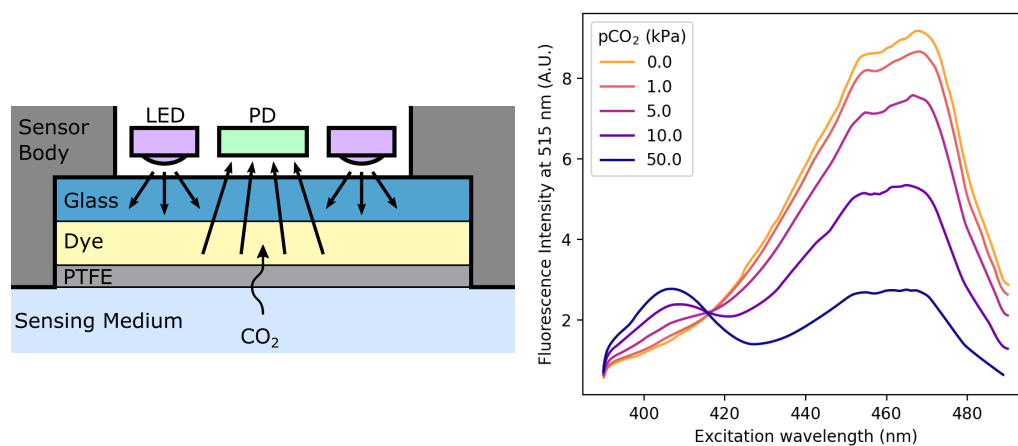 LED
PD
Sensor
Body
Glass
Dye
PTFE
Sensing Medium
CO₂
pCO₂ (kPa)
0.0
1.0
5.0
10.0
50.0
Fluorescence Intensity at 515 nm (A.U.)
8
6
4
2
400
420
440
460
480
Excitation wavelength (nm)